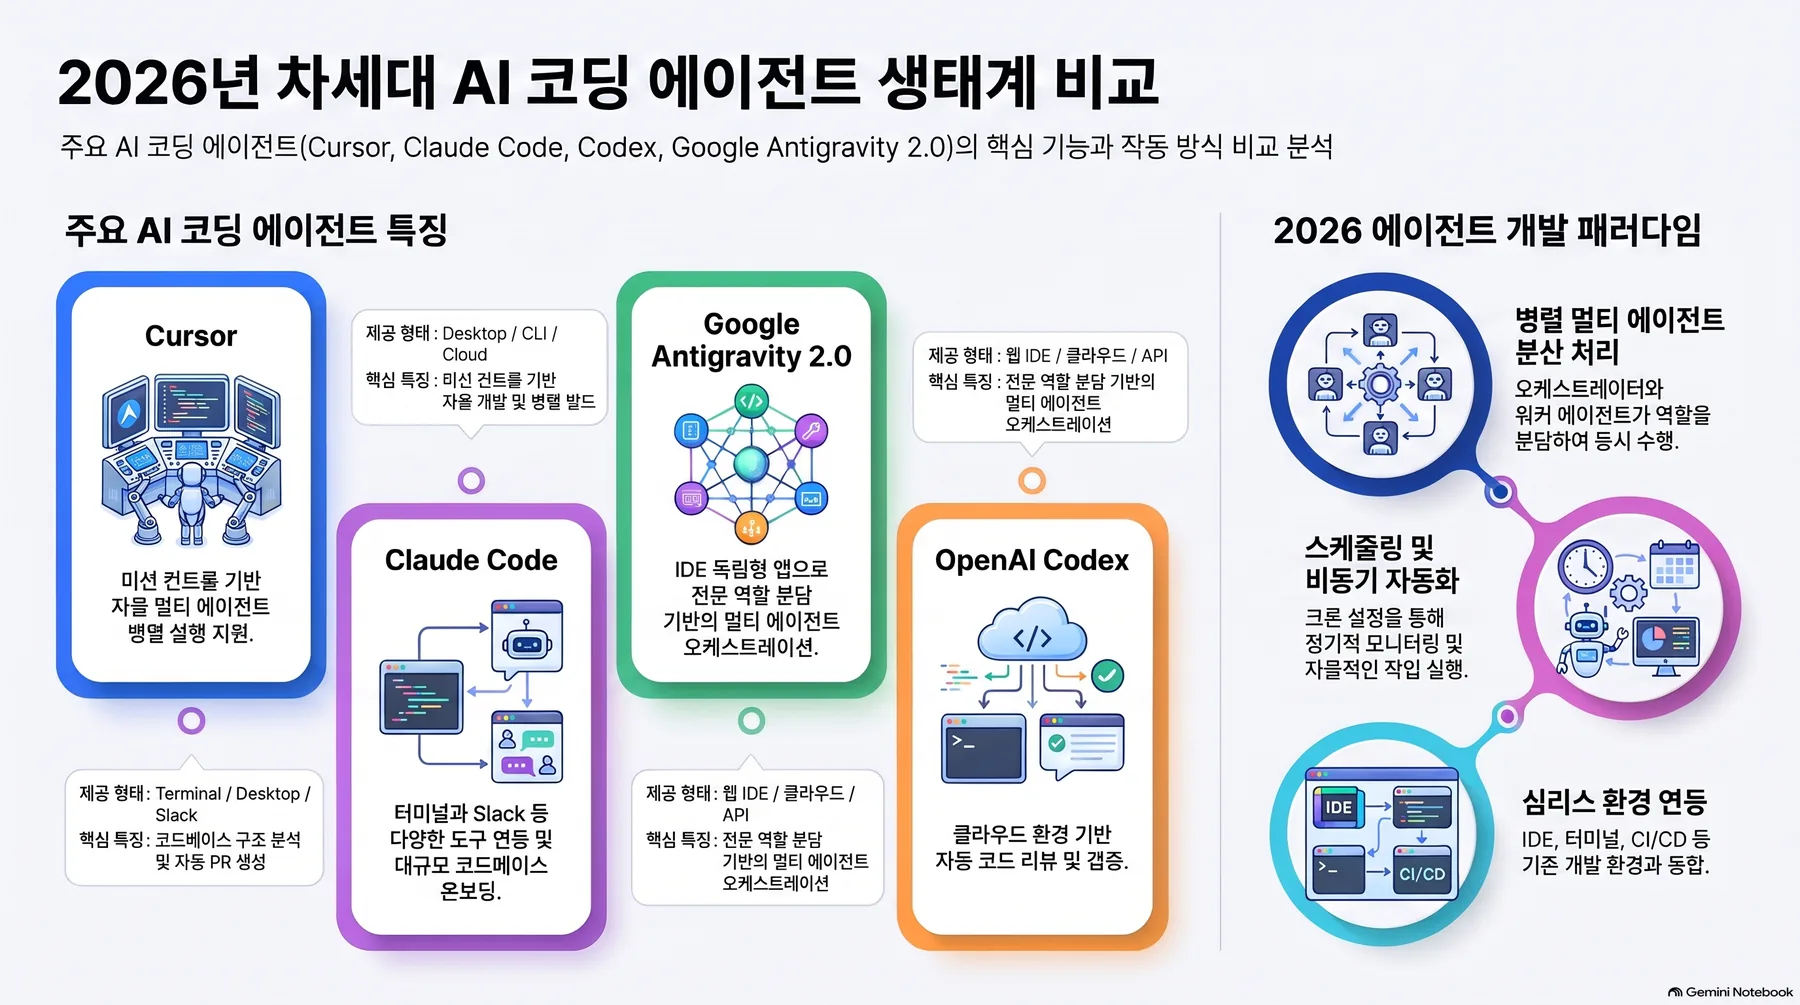 2026년 차세대 AI 코딩 에이전트 생태계 비교
주요 AI 코딩 에이전트(Cursor, Claude Code, Codex, Google Antigravity 2.0)의 핵심 기능과 작동 방식 비교 분석
주요 AI 코딩 에이전트 특징
Cursor
미션 컨트롤 기반
자을 멀티 에이전트
뱅멸 설행 지원.
제공 형태 : Terminal / Desktop /
Slack
핵심 특징 : 코드베이스 구조 분석
및 자동 PR 생성
제공 형태 : Desktop / CLI /
Cloud
핵심 특징 : 미선 건트를 기반
자율 개발 및 병탤 발드
Claude Code
터미널과 Slack 등
다양한 도구 연등 및
대규모 코드메이스
온보딩.
Google
Antigravity 2.0
IDE 독림형 앱으로
전문 역할 분담
기반의 멀티 에이전트
오케스트레이션.
제공 형태 : 웹 IDE / 클라우드 /
API
핵심 특징 : 전문 역할 분담
기반의 멀티 에이전트
오케스트레이션
제공 형태 : 웹 IDE / 클라우드 / API
핵심 특징 : 전문 역할 분담 기반의
멀티 에이전트
오케스트레이션
OpenAI Codex
클라우드 환경 기반
자동 코드 리뷰 및 갭증.
2026 에이전트 개발 패러다임
병렬 멀티 에이전트
분산 처리
오케스트레이터와
워커 에이전트가 역할을
분담하여 등시 수행.
스케줄링 및
비동기 자동화
크론 설정을 통해
정기적 모니터링 및
자믈적인 작입 실행.
IDE
CI/CD
심리스 환경 연등
IDE, 터미널, CI/CD 등
기존 개발 환경과 동합.
Gemini Notebook